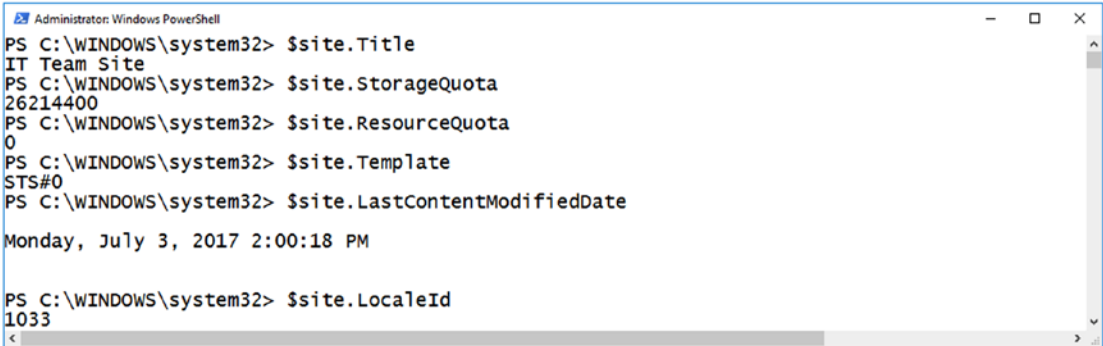 Administrator: Windows PowerShell
PS C:\WINDOWS\system32> $site.Title
IT Team Site
PS C:\WINDOWS\system32> $site.StorageQuota
26214400
PS C:\WINDOWS\system32> $site.ResourceQuota
0
PS C:\WINDOWS\system32> $site.Template
STS#0
PS C:\WINDOWS\system32> $site.LastContentModifiedDate
Monday, July 3, 2017 2:00:18 PM
PS C:\WINDOWS\system32> $site.LocaleId
1033